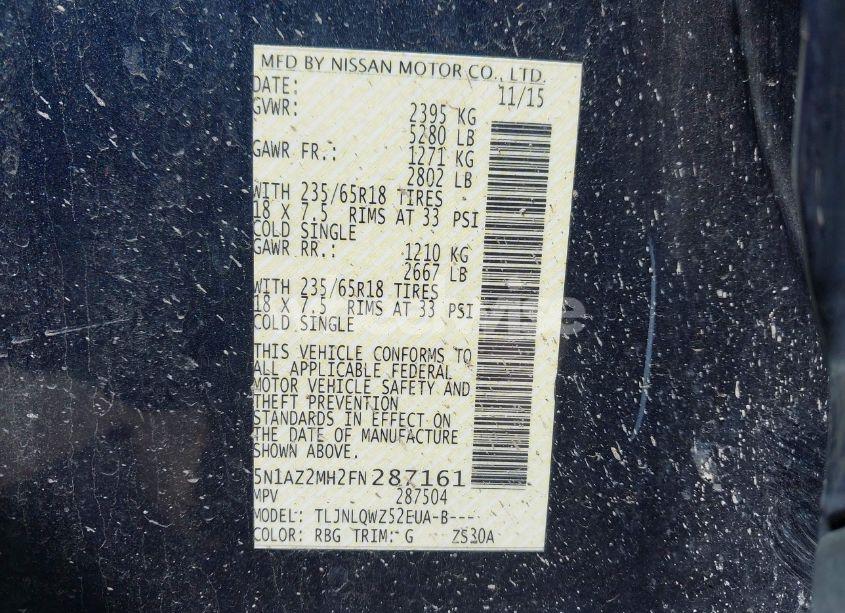 MFD BY NISSAN MOTOR CO., LTD.
DATE: 11/15
GVWR: 2395 KG
5280 LB
GAWR FR.: 1271 KG
2802 LB
WITH 235/65R18 TIRES
18 X 7.5 RIMS AT 33 PSI
COLD SINGLE
GAWR RR.: 1210 KG
2667 LB
WITH 235/65R18 TIRES
18 X 7.5 RIMS AT 33 PSI
COLD SINGLE
THIS VEHICLE CONFORMS TO
ALL APPLICABLE FEDERAL
MOTOR VEHICLE SAFETY AND
THEFT PREVENTION
STANDARDS IN EFFECT ON
THE DATE OF MANUFACTURE
SHOWN ABOVE.
5N1AZ2MH2FN287161
MPV 287504
MODEL: TLJNLQWZ52EUA-B----
COLOR: RBG TRIM: G Z530A